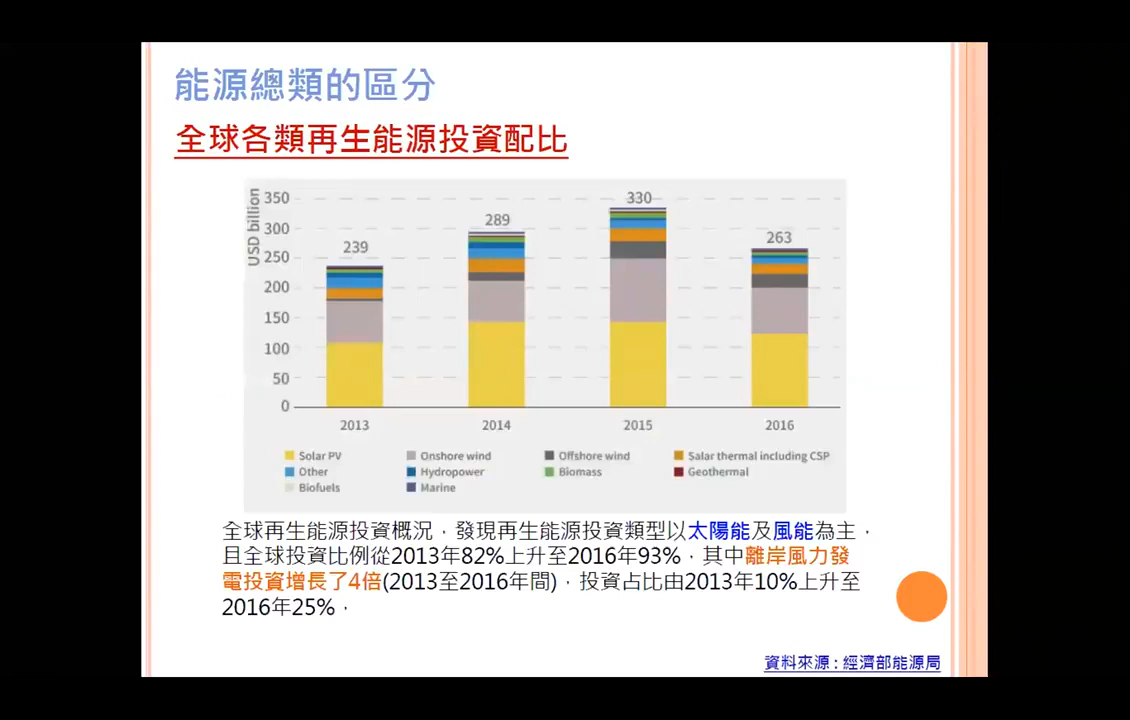 能源總類的區分
全球各類再生能源投資配比
USD billion
350
300
250
200
150
100
50
0
239
289
330
263
2013
2014
2015
2016
Solar PV
Onshore wind
Offshore wind
Salar thermal including CSP
Other
Hydropower
Biomass
Geothermal
Biofuels
Marine
全球再生能源投資概況，發現再生能源投資類型以太陽能及風能為主，
且全球投資比例從2013年82%上升至2016年93%，其中離岸風力發
電投資增長了4倍(2013至2016年間)，投資占比由2013年10%上升至
2016年25%，
資料來源:經濟部能源局